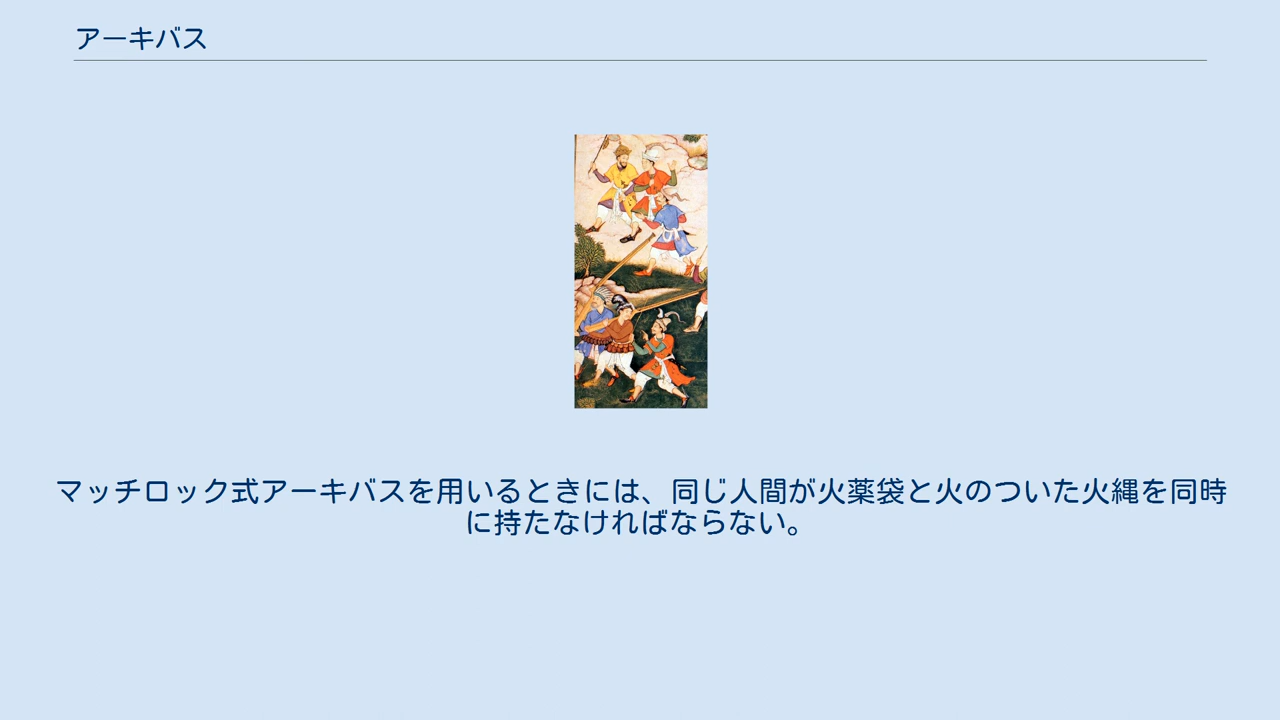 アーキバス
マッチロック式アーキバスを用いるときには、同じ人間が火薬袋と火のついた火縄を同時
に持たなければならない。